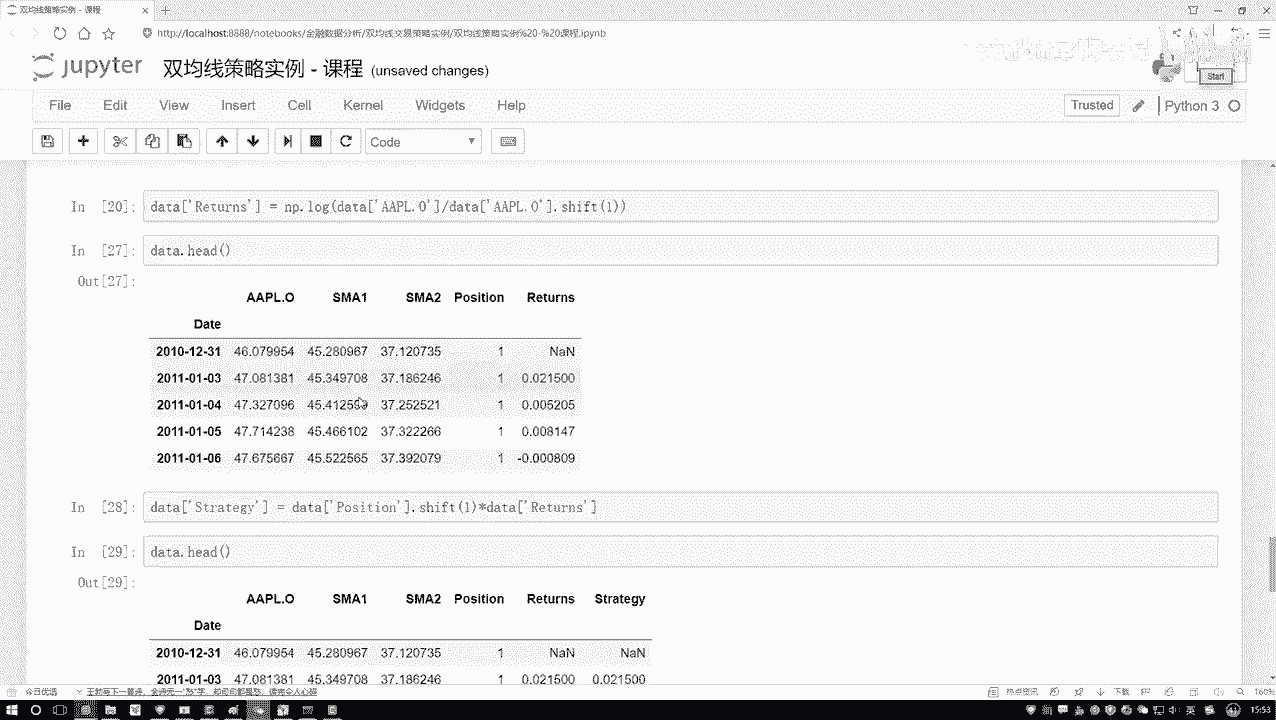 双均线策略实例 - 课程
http://localhost:8888/notebooks/金融数据分析/双均线交易策略实例/双均线策略实例%20-%20课程.ipynb
jupyter 双均线策略实例 - 课程 (unsaved changes)
Start
File Edit View Insert Cell Kernel Widgets Help
Trusted Python 3
Code
In [20]: data['Returns'] = np.log(data['AAPL.O']/data['AAPL.O'].shift(1))
In [27]: data.head()
Out[27]:
AAPL.O SMA1 SMA2 Position Returns
Date
2010-12-31 46.079954 45.280967 37.120735 1 NaN
2011-01-03 47.081381 45.349708 37.186246 1 0.021500
2011-01-04 47.327096 37.252521 1 0.005205
2011-01-05 47.714238 45.466102 37.322266 1 0.008147
2011-01-06 47.675667 45.522565 37.392079 1 -0.000809
In [28]: data['Strategy'] = data['Position'].shift(1)*data['Returns']
In [29]: data.head()
Out[29]:
AAPL.O SMA1 SMA2 Position Returns Strategy
Date
2010-12-31 46.079954 45.280967 37.120735 1 NaN NaN
2011-01-03 47.081381 45.349708 37.186246 1 0.021500 0.021500
今日优选
热点资讯 下载 160%
英 15:53